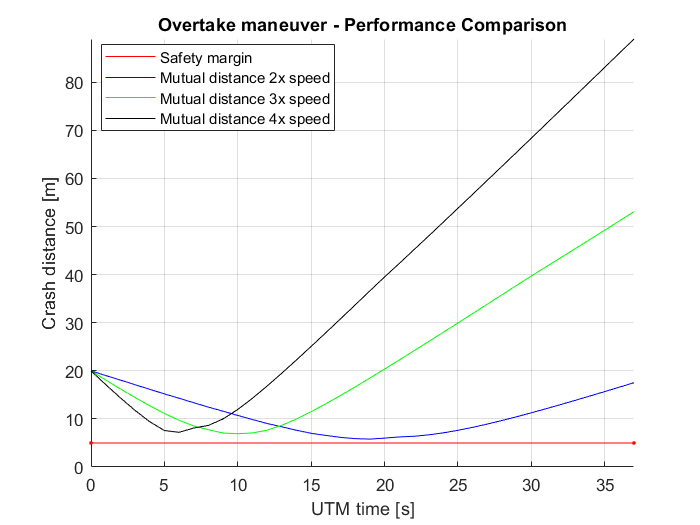 Overtake maneuver - Performance Comparison
Safety margin
Mutual distance 2x speed
Mutual distance 3x speed
Mutual distance 4x speed
Crash distance [m]
80
70
60
50
40
30
20
10
0
0 5 10 15 20 25 30 35
UTM time [s]